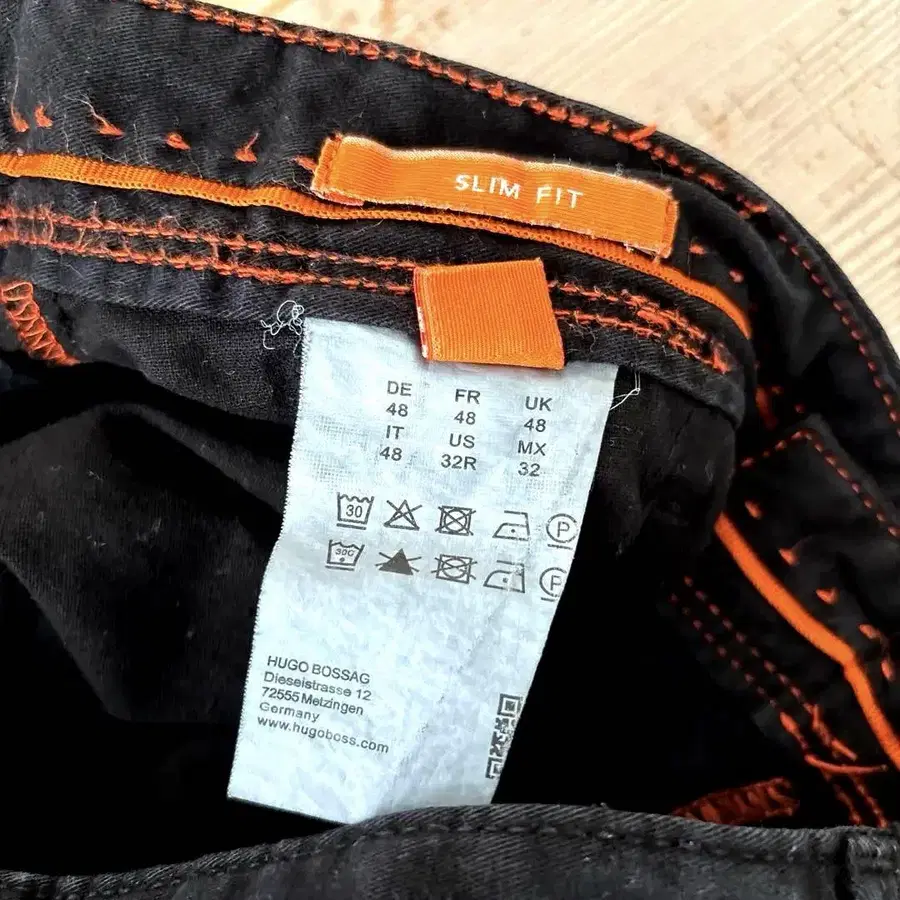 SLIM FIT
DE FR UK
48 48 48
IT US MX
48 32R 32
30 P
30C P
HUGO BOSSAG
Dieselstrasse 12
72555 Metzingen
Germany
www.hugoboss.com